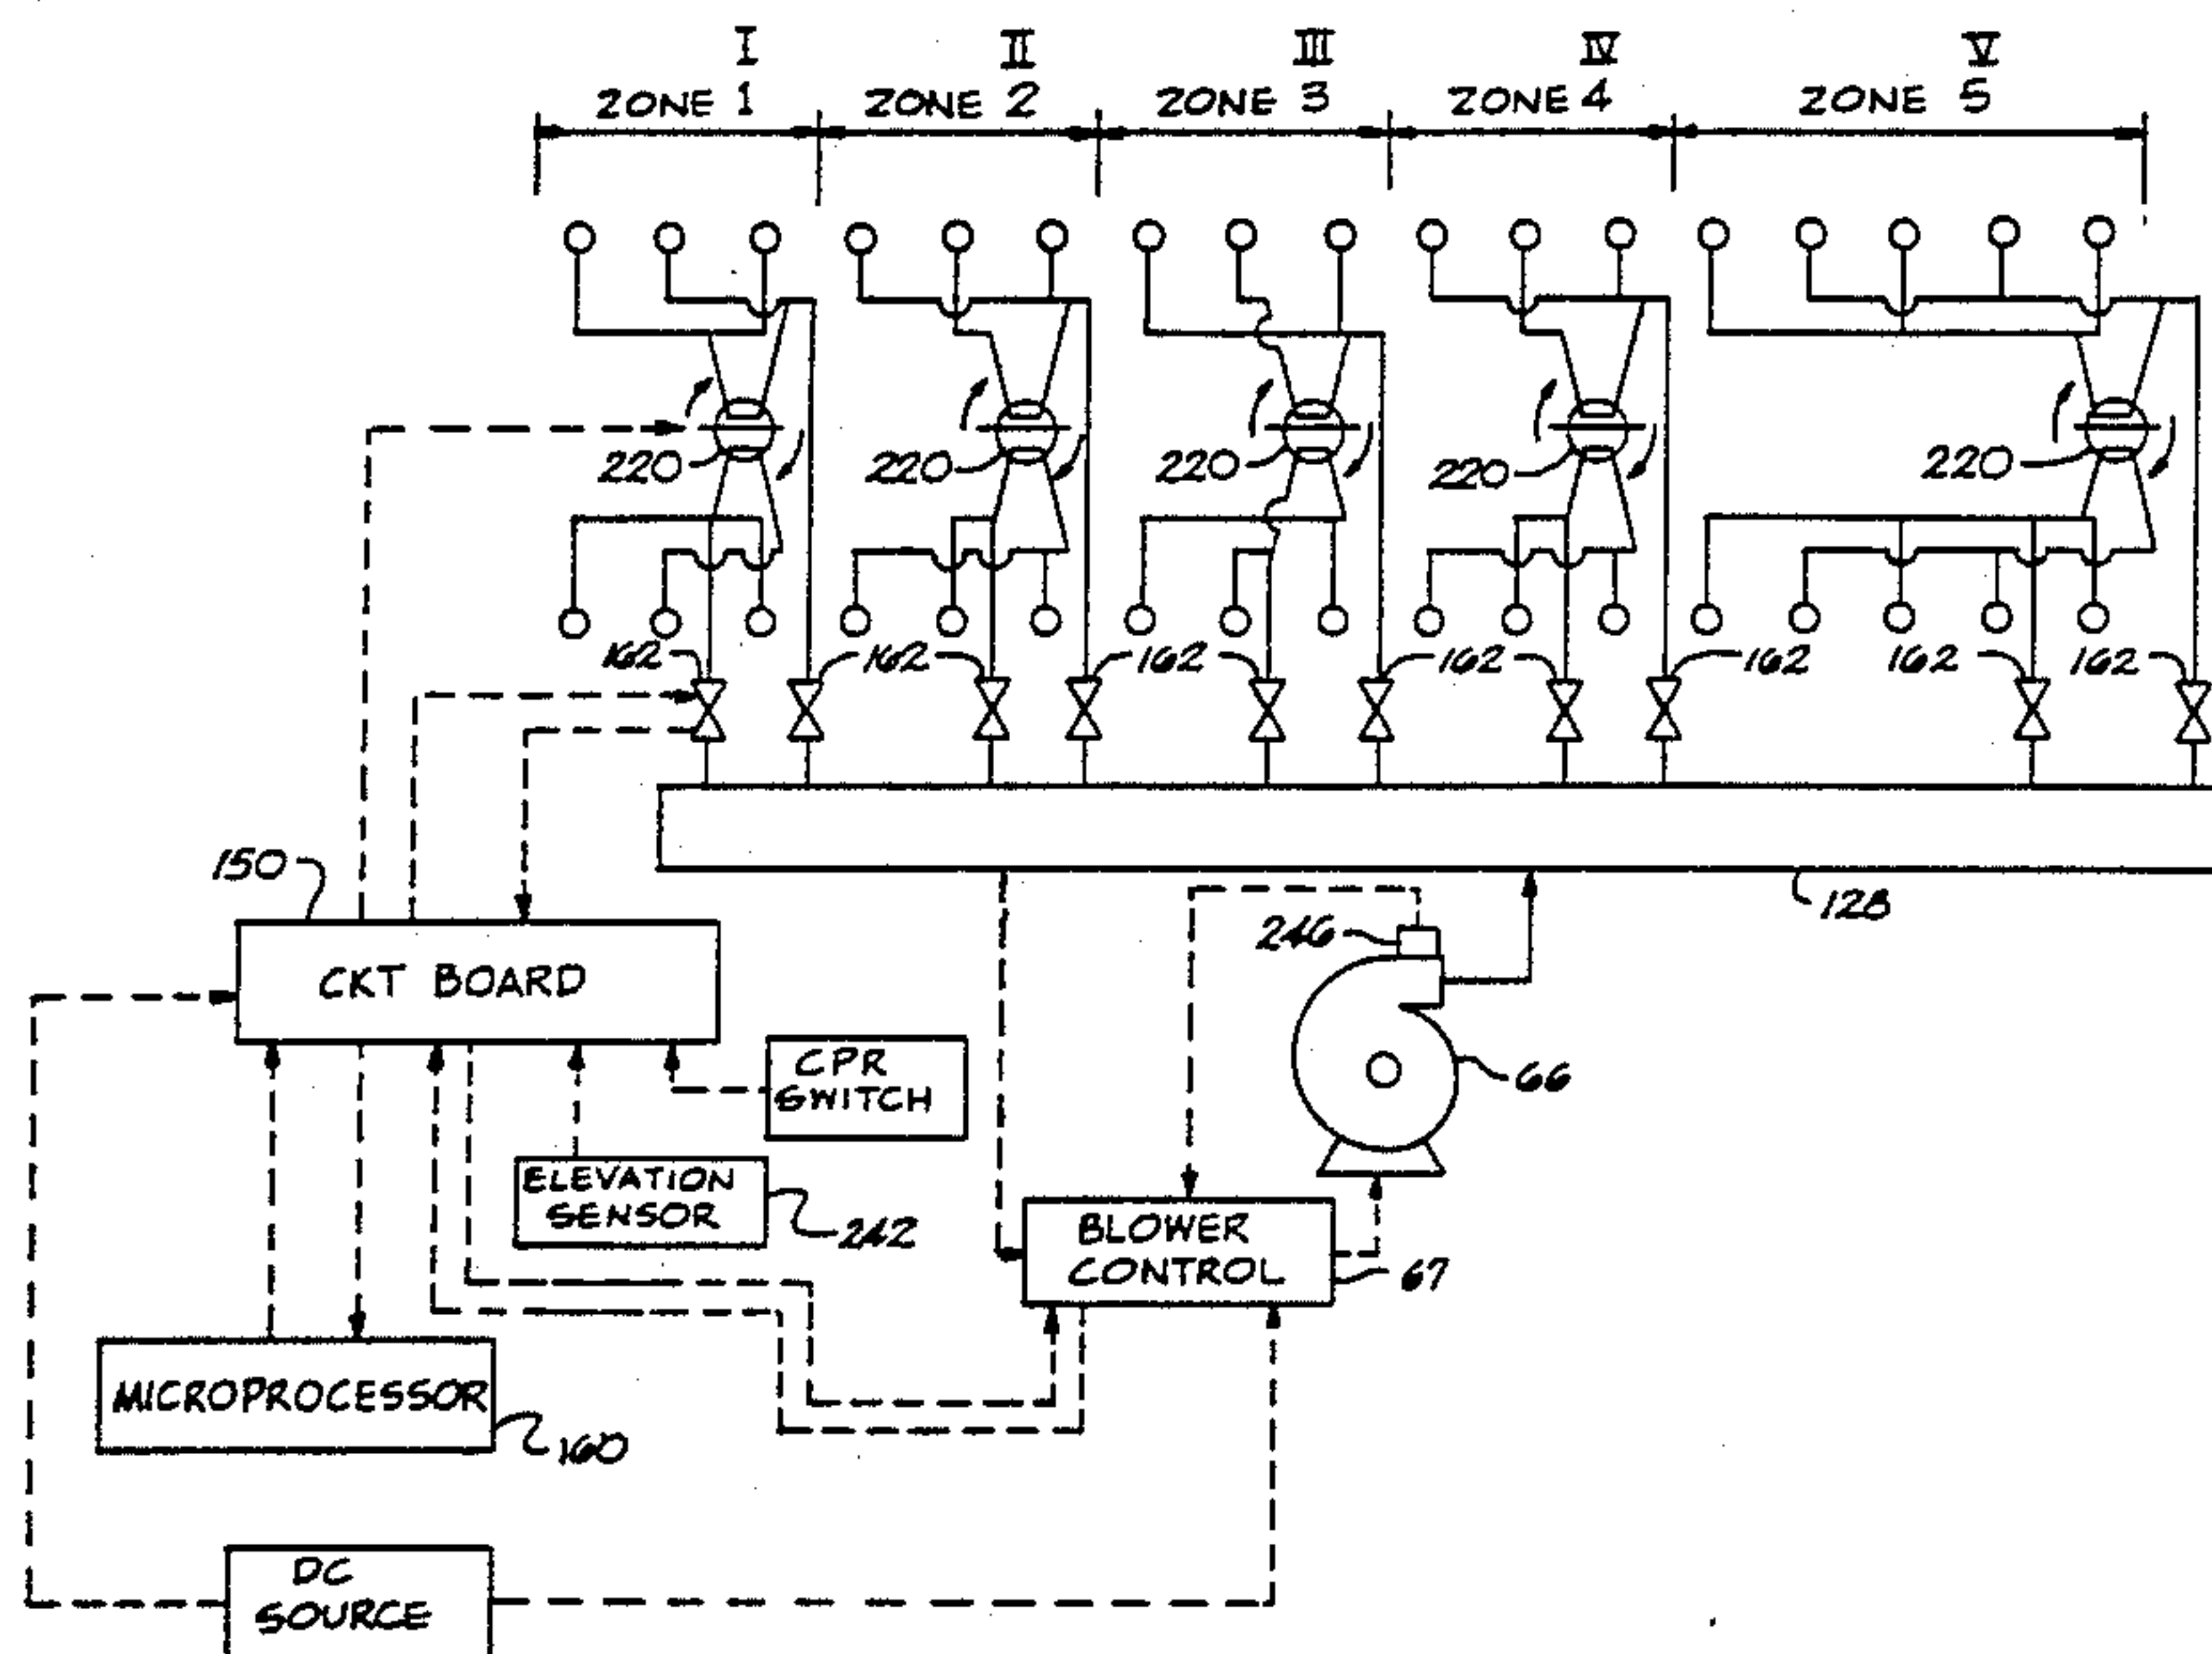 I II III IV V
ZONE 1 ZONE 2 ZONE 3 ZONE 4 ZONE 5
220 220 220 220 220
162 162 162 162 162 162 162
150
128
246
CKT BOARD
CPR
SWITCH
66
ELEVATION
SENSOR
242
BLOWER
CONTROL
67
MICROPROCESSOR
160
DC
SOURCE